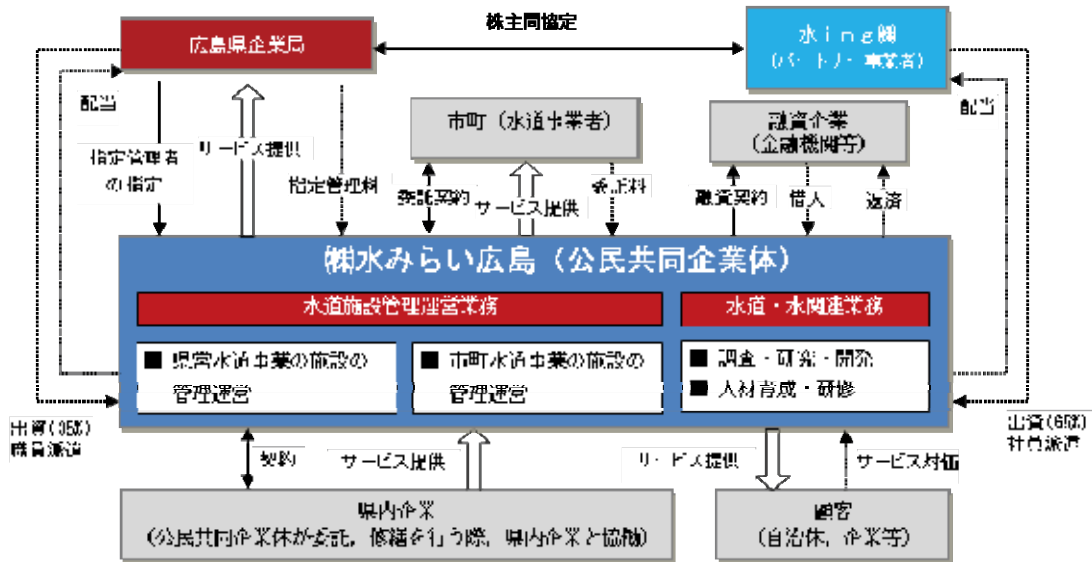 株主間協定
広島県企業局
水ing㈱
(パートナー事業者)
配当
配当
市町(水道事業者)
融資企業
(金融機関等)
指定管理者
の指定
サービス提供
指定管理料
委託契約
サービス提供
委託料
融資契約
借入
返済
㈱水みらい広島(公民共同企業体)
水道施設管理運営業務
水道・水関連業務
■ 県営水道事業の施設の
管理運営
■ 市町水道事業の施設の
管理運営
■ 調査・研究・開発
■ 人材育成・研修
出資(35%)
職員派遣
出資(65%)
社員派遣
契約
サービス提供
サービス提供
サービス対価
県内企業
(公民共同企業体が委託，修繕を行う際，県内企業と協働)
顧客
(自治体，企業等)